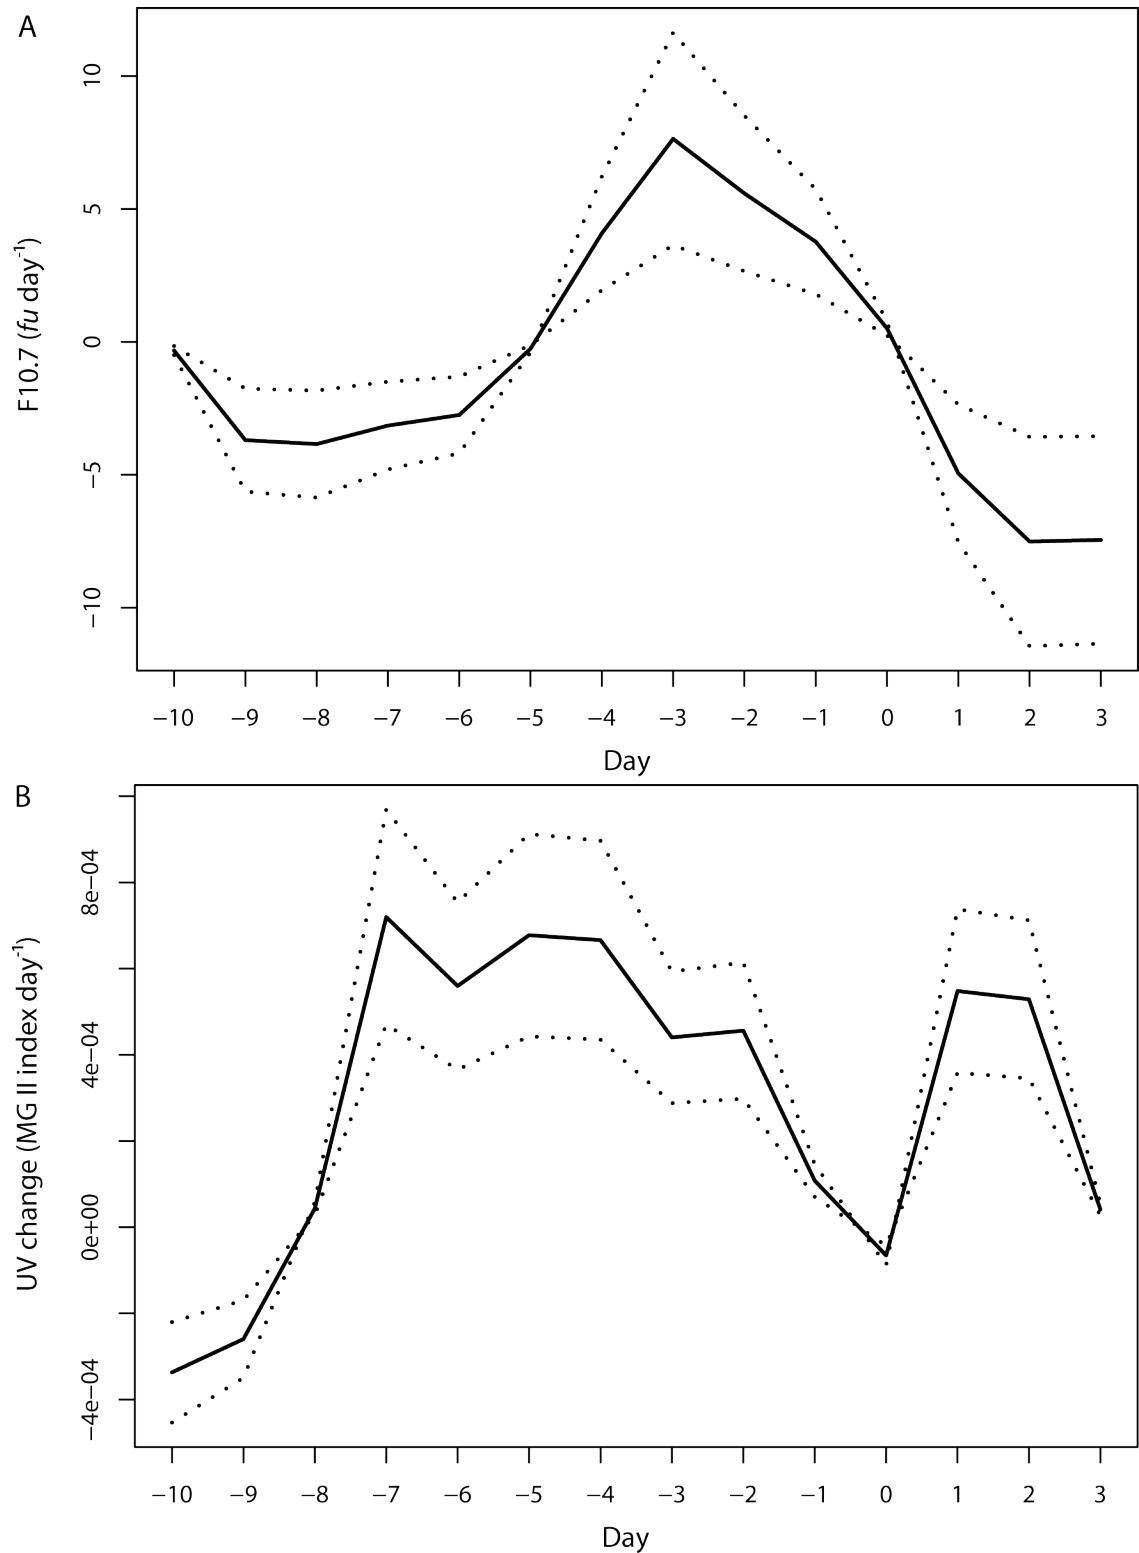 A
10
5
0
−5
−10
F10.7 (fu day-1)
−10 −9 −8 −7 −6 −5 −4 −3 −2 −1 0 1 2 3
Day
B
8e−04
4e−04
0e+00
−4e−04
UV change (MG II index day-1)
−10 −9 −8 −7 −6 −5 −4 −3 −2 −1 0 1 2 3
Day